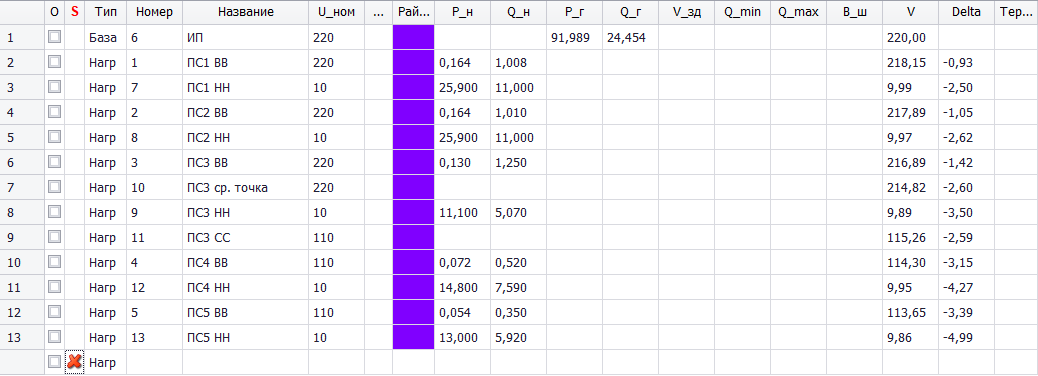 О S Тип Номер Название U_ном ... Рай... P_н Q_н P_г Q_г V_зд Q_min Q_max B_ш V Delta Тер...
1 База 6 ИП 220 91,989 24,454 220,00
2 Нагр 1 ПС1 ВВ 220 0,164 1,008 218,15 -0,93
3 Нагр 7 ПС1 НН 10 25,900 11,000 9,99 -2,50
4 Нагр 2 ПС2 ВВ 220 0,164 1,010 217,89 -1,05
5 Нагр 8 ПС2 НН 10 25,900 11,000 9,97 -2,62
6 Нагр 3 ПС3 ВВ 220 0,130 1,250 216,89 -1,42
7 Нагр 10 ПС3 ср. точка 220 214,82 -2,60
8 Нагр 9 ПС3 НН 10 11,100 5,070 9,89 -3,50
9 Нагр 11 ПС3 СС 110 115,26 -2,59
10 Нагр 4 ПС4 ВВ 110 0,072 0,520 114,30 -3,15
11 Нагр 12 ПС4 НН 10 14,800 7,590 9,95 -4,27
12 Нагр 5 ПС5 ВВ 110 0,054 0,350 113,65 -3,39
13 Нагр 13 ПС5 НН 10 13,000 5,920 9,86 -4,99
Нагр